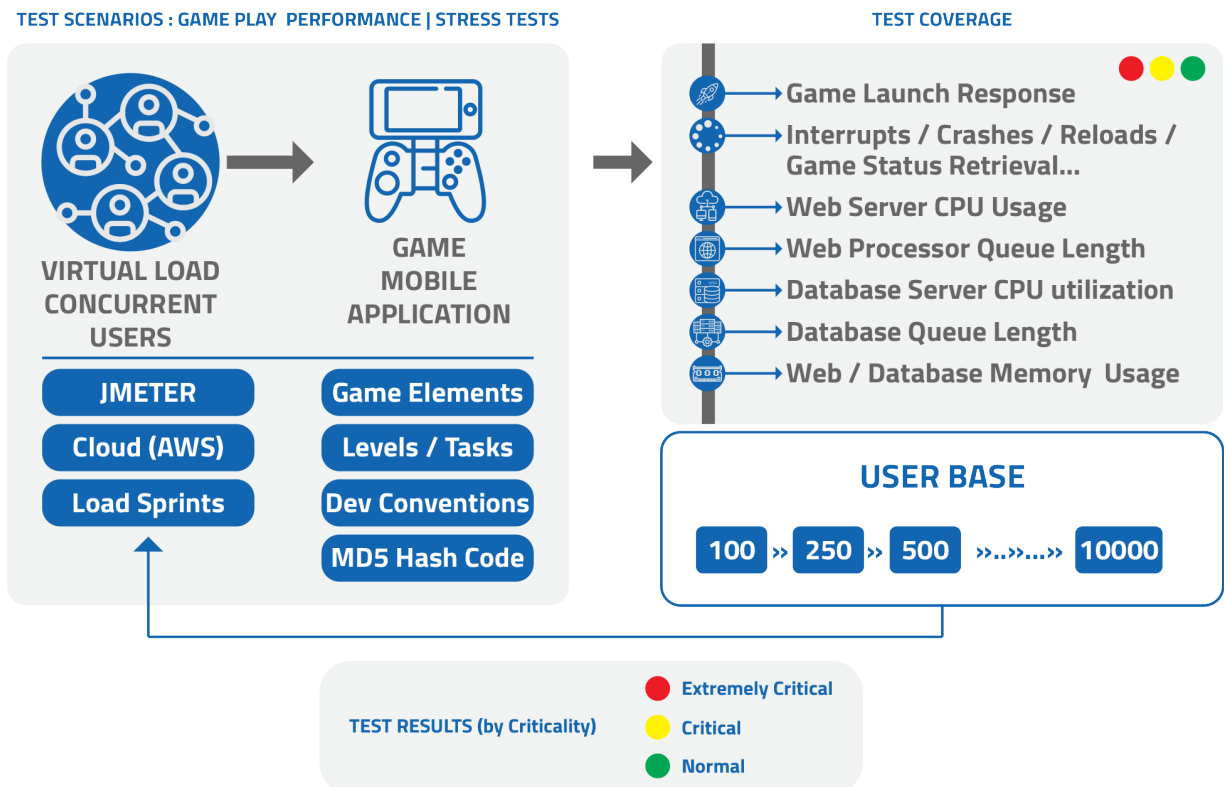 TEST SCENARIOS : GAME PLAY PERFORMANCE | STRESS TESTS
VIRTUAL LOAD
CONCURRENT
USERS
GAME
MOBILE
APPLICATION
JMETER
Cloud (AWS)
Load Sprints
Game Elements
Levels / Tasks
Dev Conventions
MD5 Hash Code
TEST COVERAGE
Game Launch Response
Interrupts / Crashes / Reloads /
Game Status Retrieval...
Web Server CPU Usage
Web Processor Queue Length
Database Server CPU utilization
Database Queue Length
Web / Database Memory Usage
USER BASE
100 » 250 » 500 »..»...» 10000
TEST RESULTS (by Criticality)
Extremely Critical
Critical
Normal